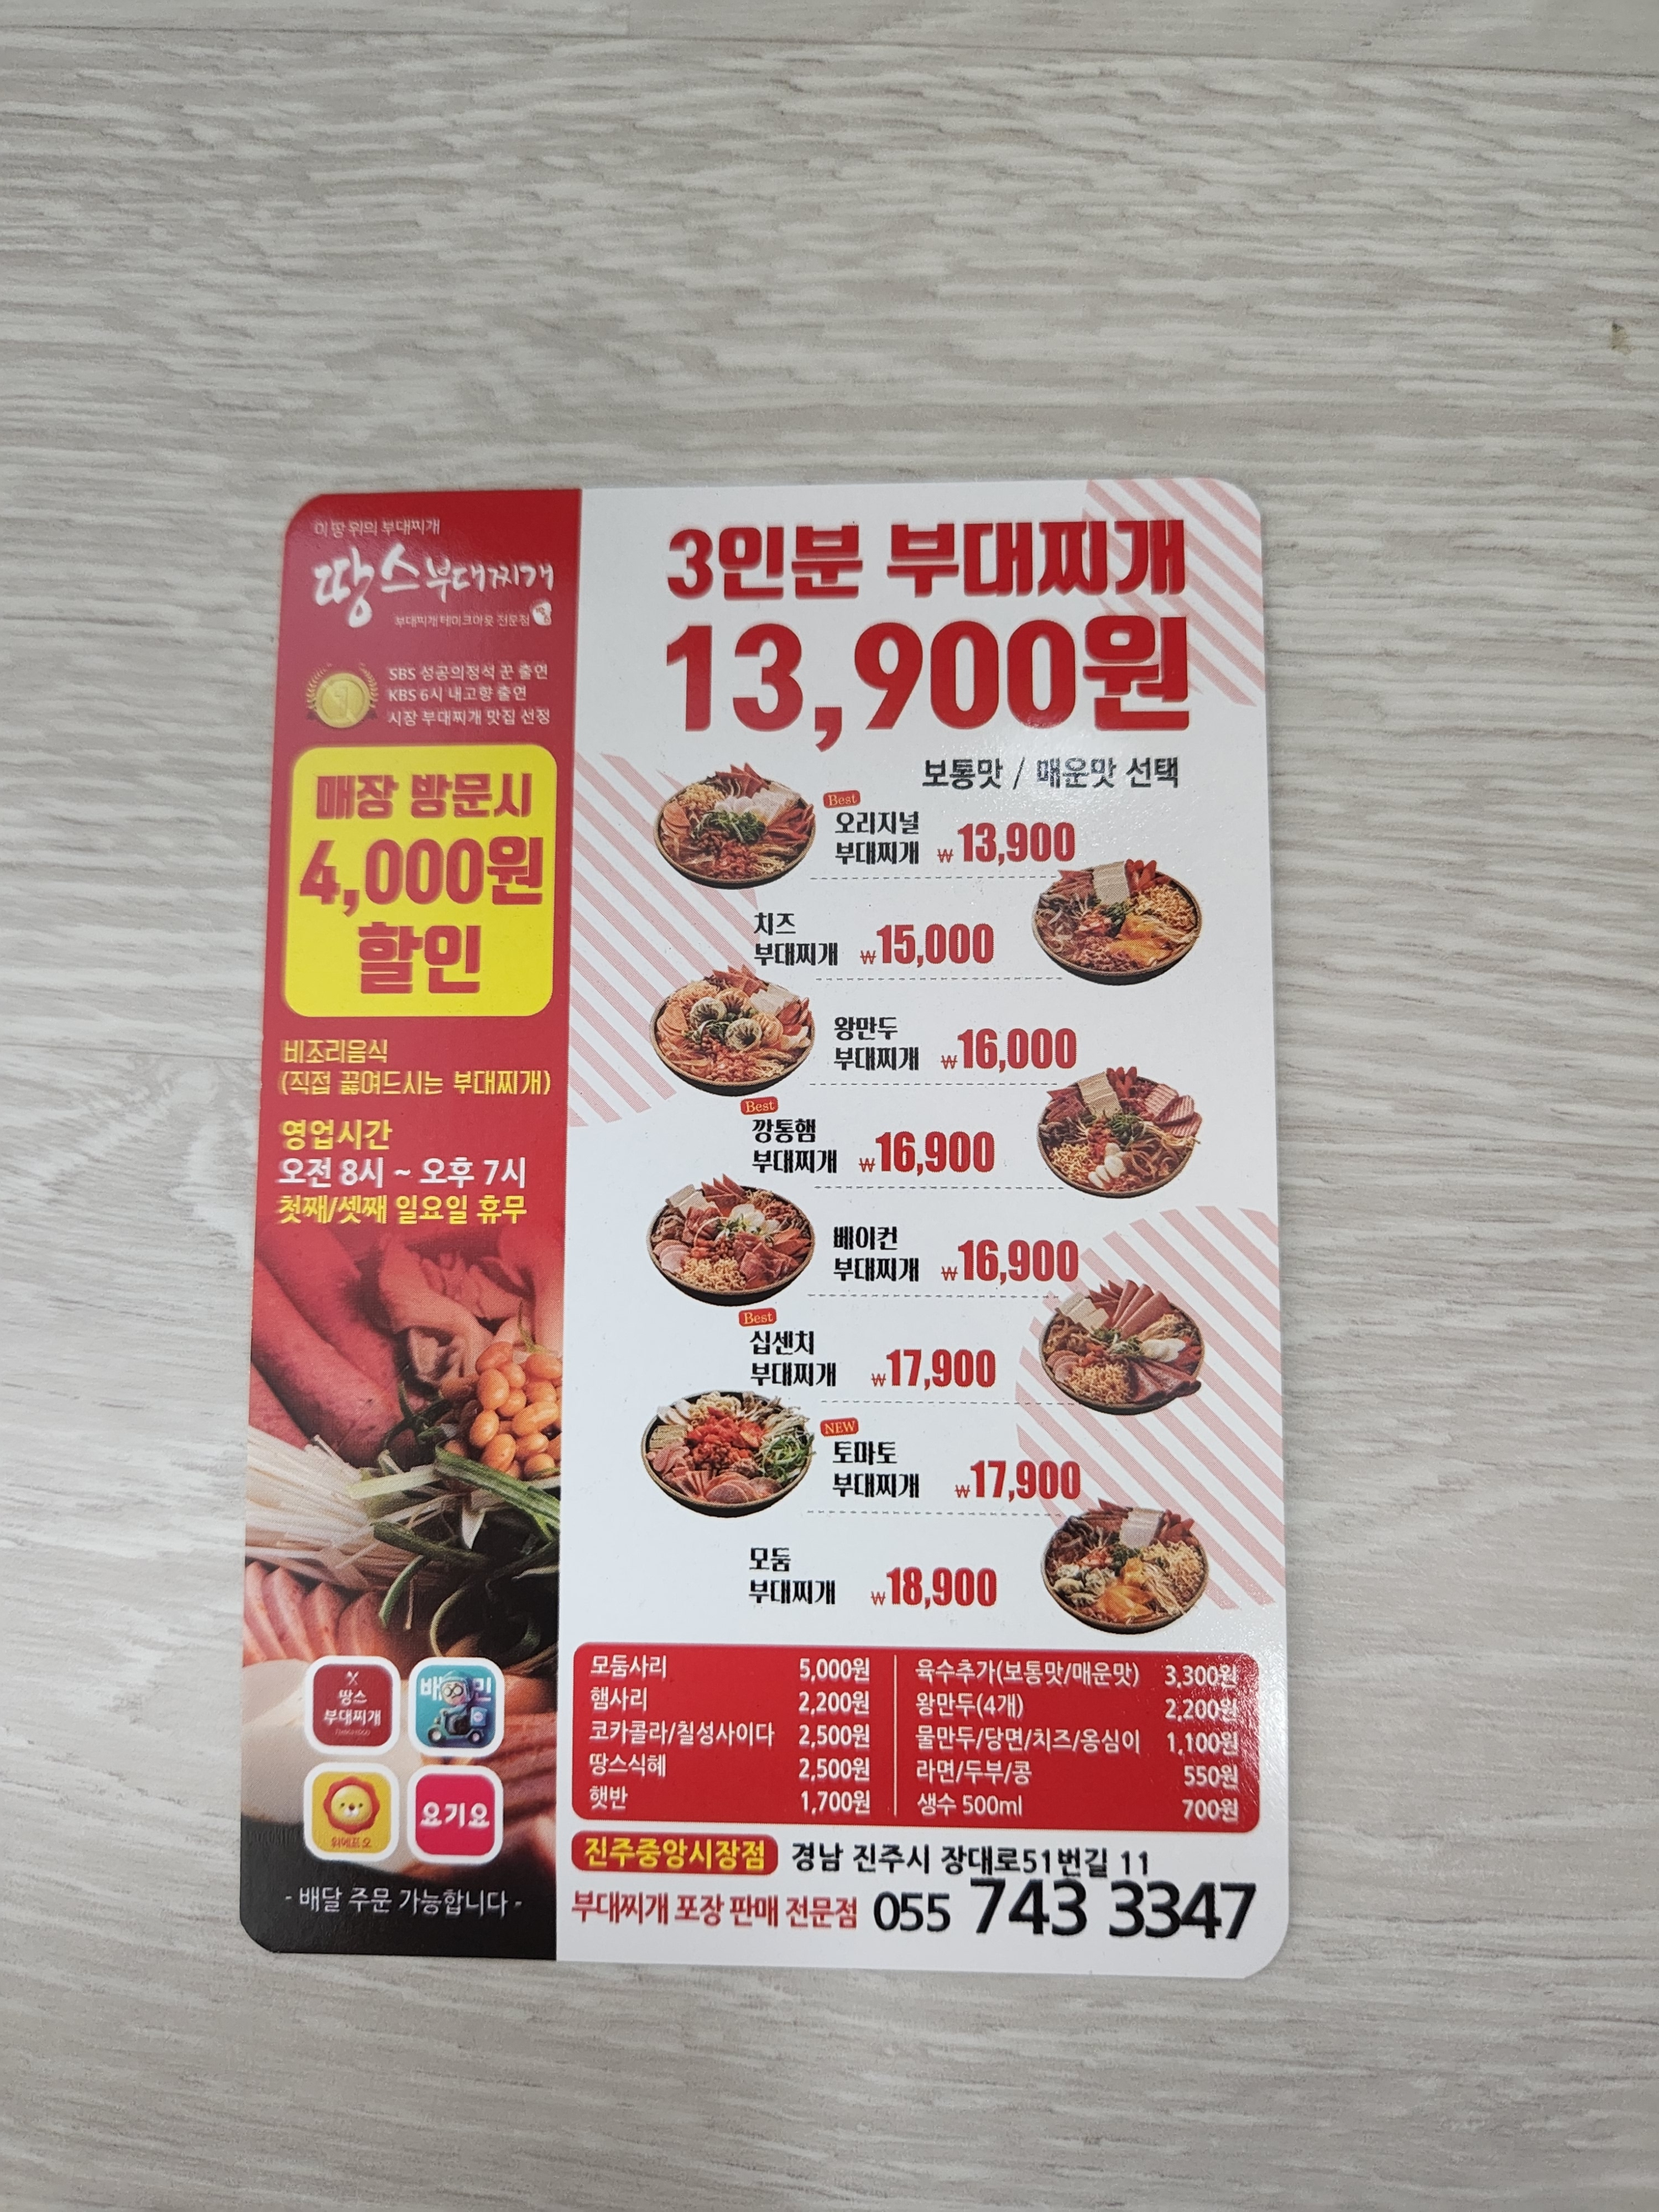 이 땅 위의 부대찌개
땅스부대찌개
부대찌개 테이크아웃 전문점
SBS 성공의정석 꾼 출연
KBS 6시 내고향 출연
시장 부대찌개 맛집 선정
매장 방문시
4,000원
할인
비조리음식
(직접 끓여드시는 부대찌개)
영업시간
오전 8시 ~ 오후 7시
첫째/셋째 일요일 휴무
땅스
부대찌개
배민
위메프오
요기요
- 배달 주문 가능합니다 -
3인분 부대찌개
13,900원
보통맛 / 매운맛 선택
Best
오리지널
부대찌개 ₩13,900
치즈
부대찌개 ₩15,000
왕만두
부대찌개 ₩16,000
Best
깡통햄
부대찌개 ₩16,900
베이컨
부대찌개 ₩16,900
Best
십센치
부대찌개 ₩17,900
NEW
토마토
부대찌개 ₩17,900
모둠
부대찌개 ₩18,900
모둠사리 5,000원
햄사리 2,200원
코카콜라/칠성사이다 2,500원
땅스식혜 2,500원
햇반 1,700원
육수추가(보통맛/매운맛) 3,300원
왕만두(4개) 2,200원
물만두/당면/치즈/옹심이 1,100원
라면/두부/콩 550원
생수 500ml 700원
진주중앙시장점 경남 진주시 장대로51번길 11
부대찌개 포장 판매 전문점 055 743 3347